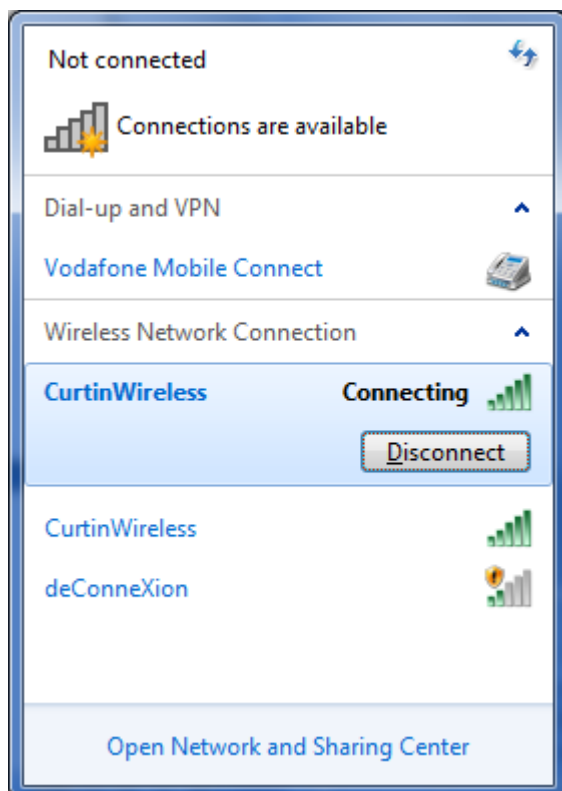 Not connected
Connections are available
Dial-up and VPN
Vodafone Mobile Connect
Wireless Network Connection
CurtinWireless Connecting
Disconnect
CurtinWireless
deConneXion
Open Network and Sharing Center